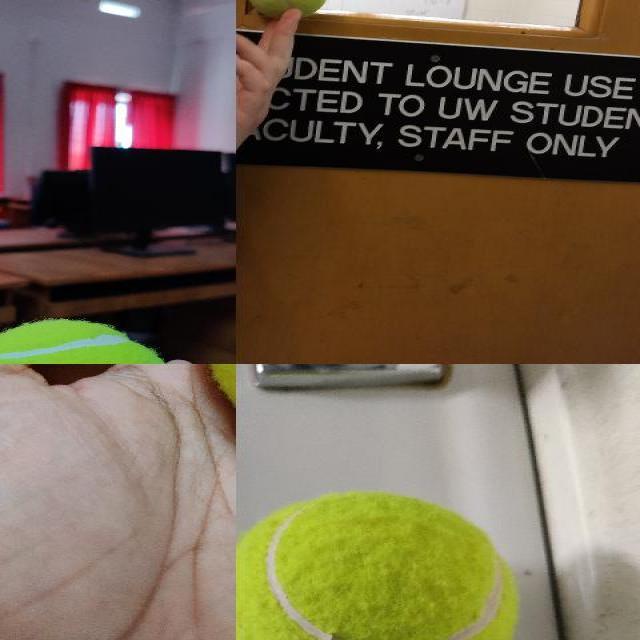 UDENT LOUNGE USE
CTED TO UW STUDEN
ACULTY, STAFF ONLY